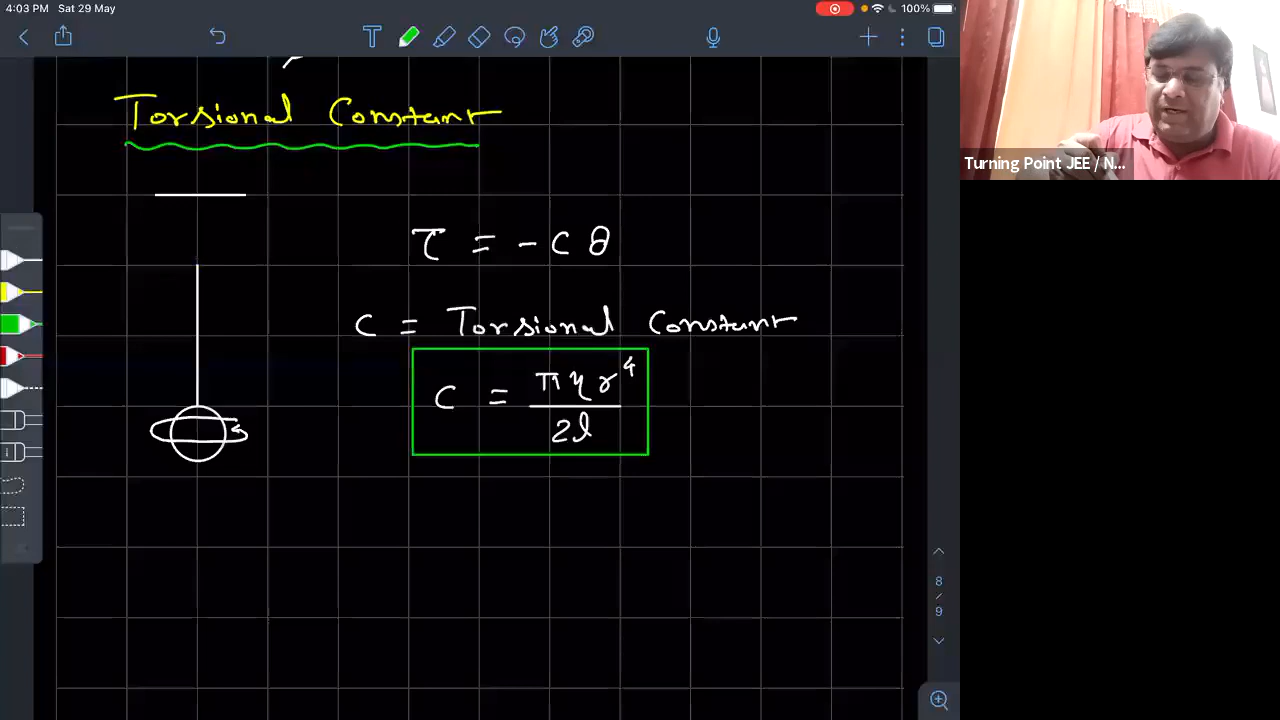 4:03 PM Sat 29 May
100%
Torsional Constant
τ = - C θ
C = Torsional Constant
C = πηr⁴ / 2l
8
/
9
Turning Point JEE / N...